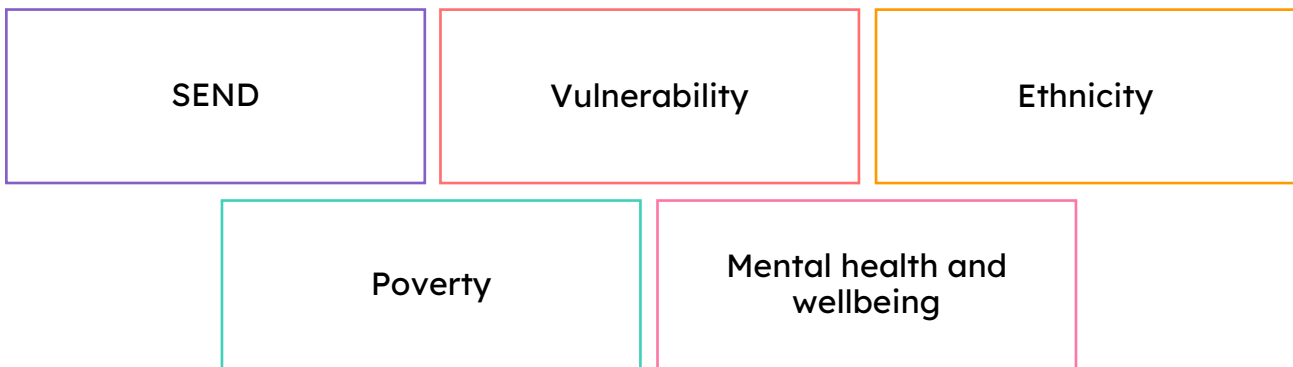 SEND
Vulnerability
Ethnicity
Poverty
Mental health and
wellbeing